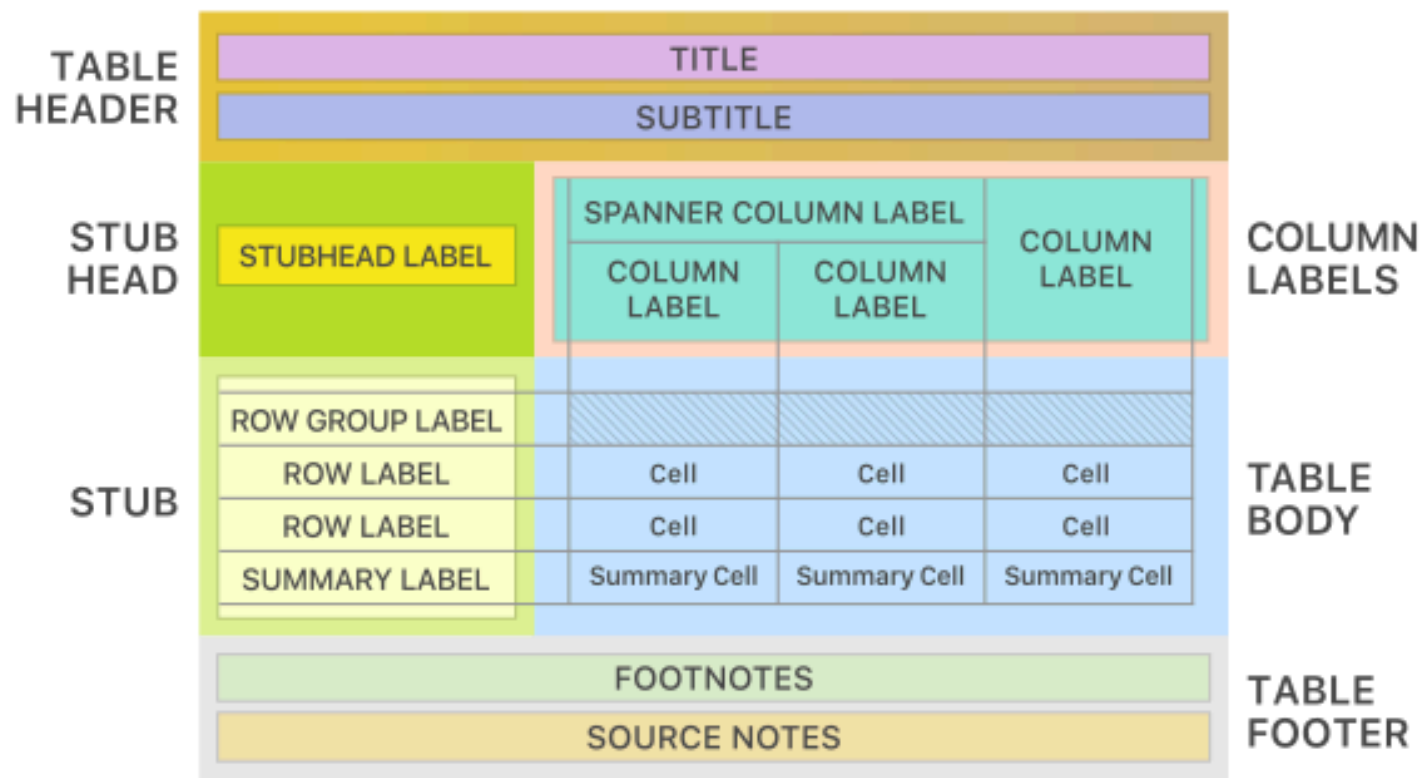 TABLE
HEADER
TITLE
SUBTITLE
STUB
HEAD
STUBHEAD LABEL
SPANNER COLUMN LABEL
COLUMN
LABEL
COLUMN
LABEL
COLUMN
LABEL
COLUMN
LABELS
STUB
ROW GROUP LABEL
ROW LABEL Cell Cell Cell
ROW LABEL Cell Cell Cell
SUMMARY LABEL Summary Cell Summary Cell Summary Cell
TABLE
BODY
FOOTNOTES
SOURCE NOTES
TABLE
FOOTER